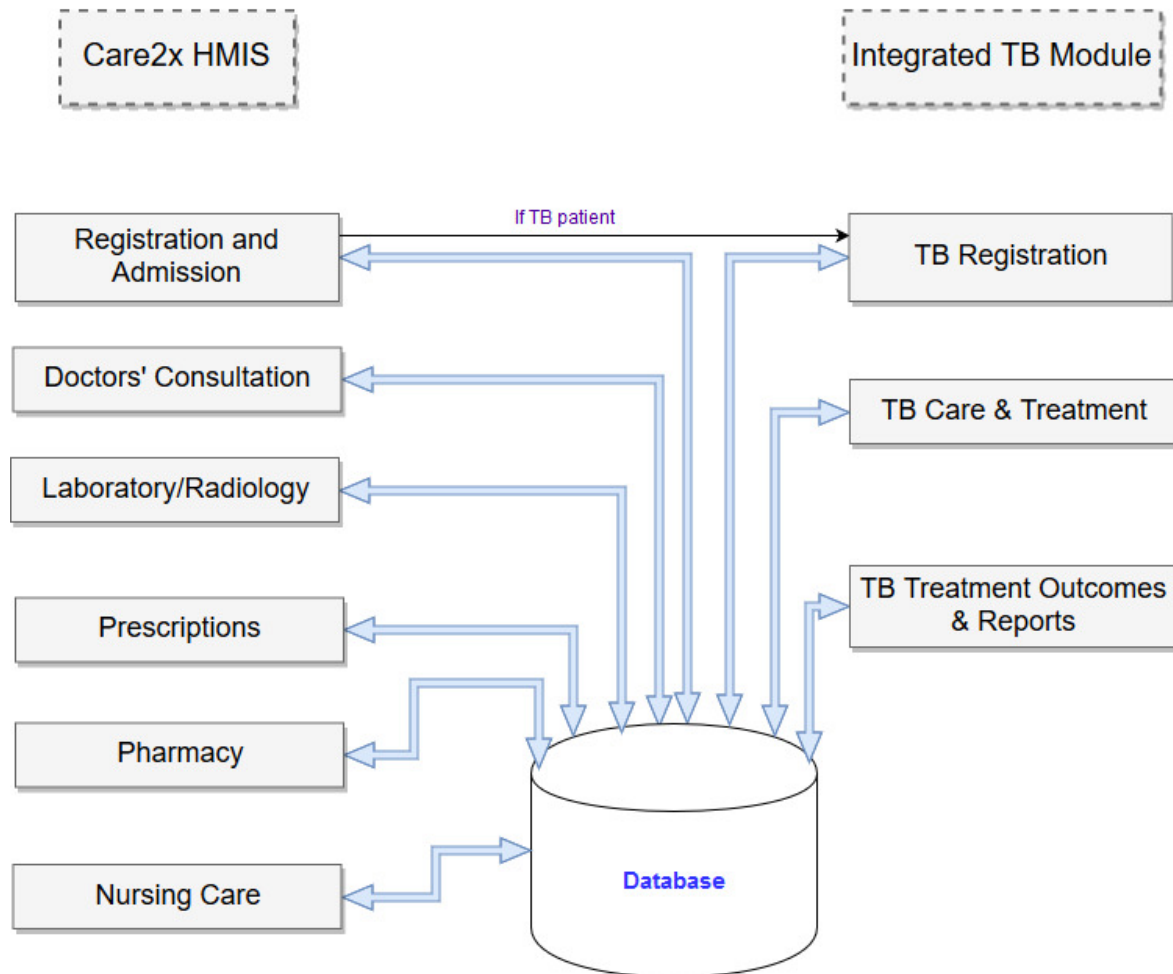 Care2x HMIS
Integrated TB Module
If TB patient
Registration and
Admission
TB Registration
Doctors' Consultation
TB Care & Treatment
Laboratory/Radiology
TB Treatment Outcomes
& Reports
Prescriptions
Pharmacy
Nursing Care
Database